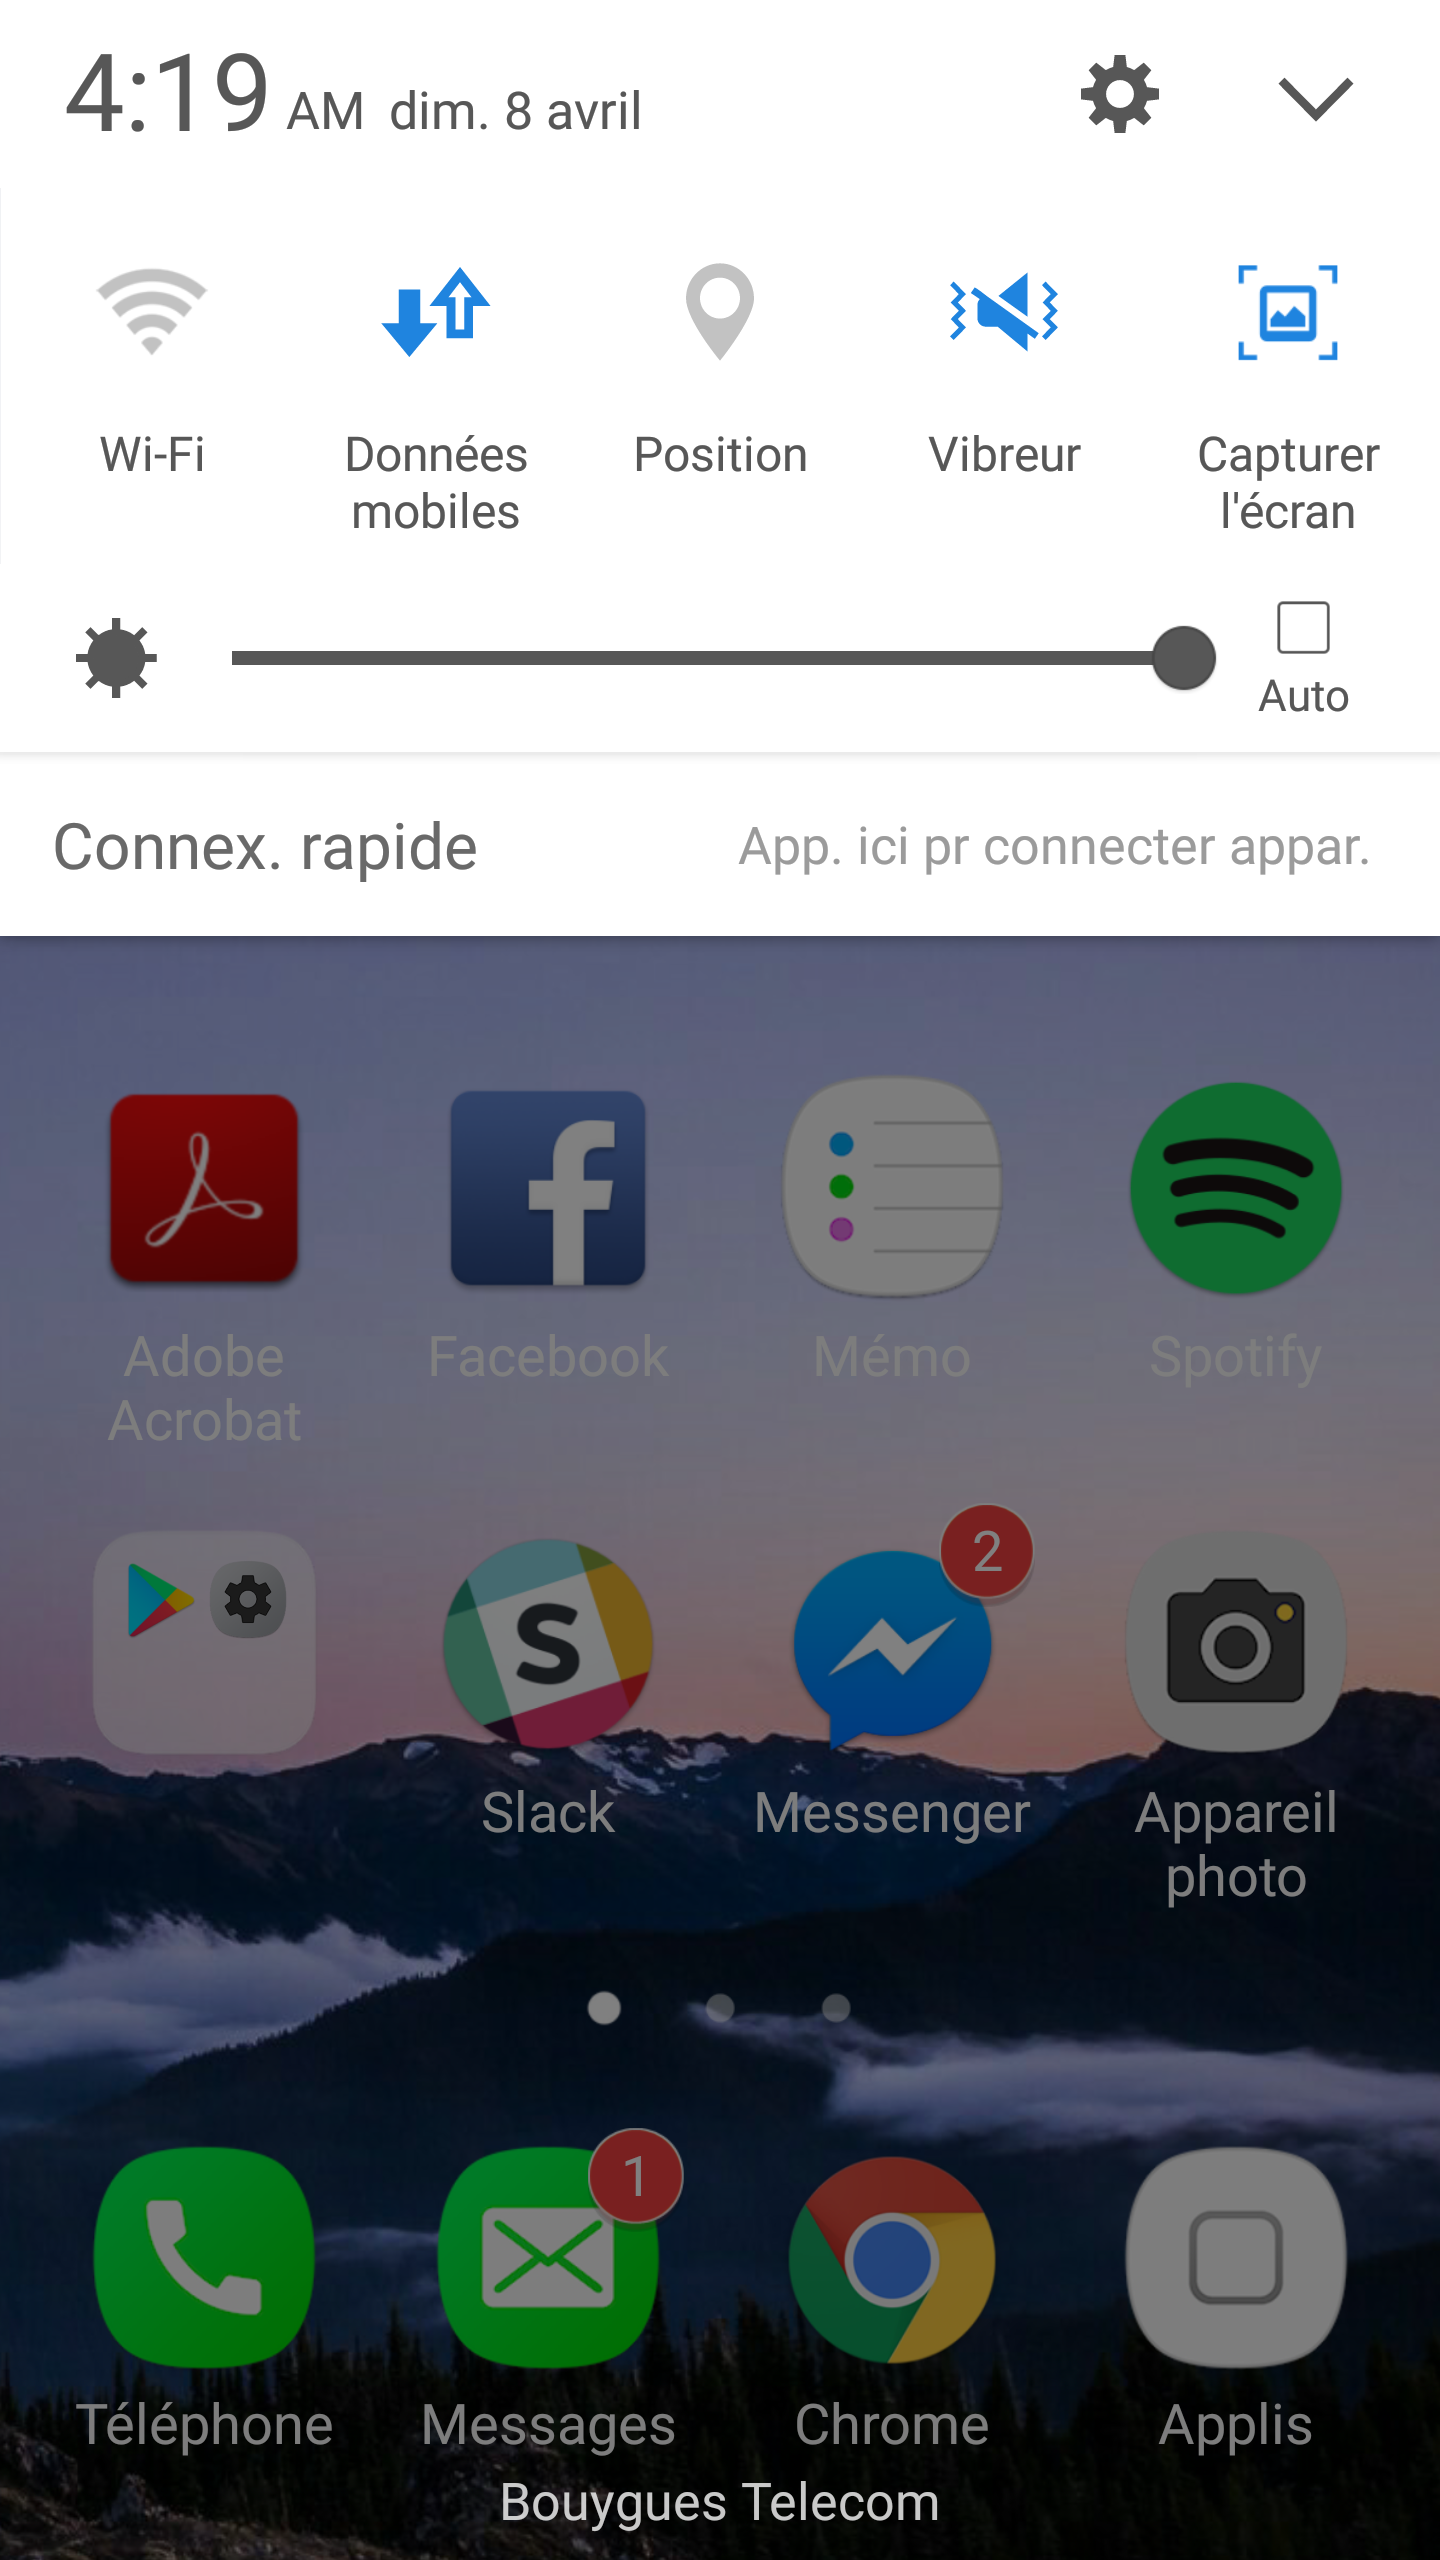 4:19 AM dim. 8 avril
Wi-Fi
Données
mobiles
Position
Vibreur
Capturer
l'écran
Auto
Connex. rapide
App. ici pr connecter appar.
Adobe
Acrobat
Facebook
Mémo
Spotify
S
2
Slack
Messenger
Appareil
photo
1
Téléphone
Messages
Chrome
Applis
Bouygues Telecom